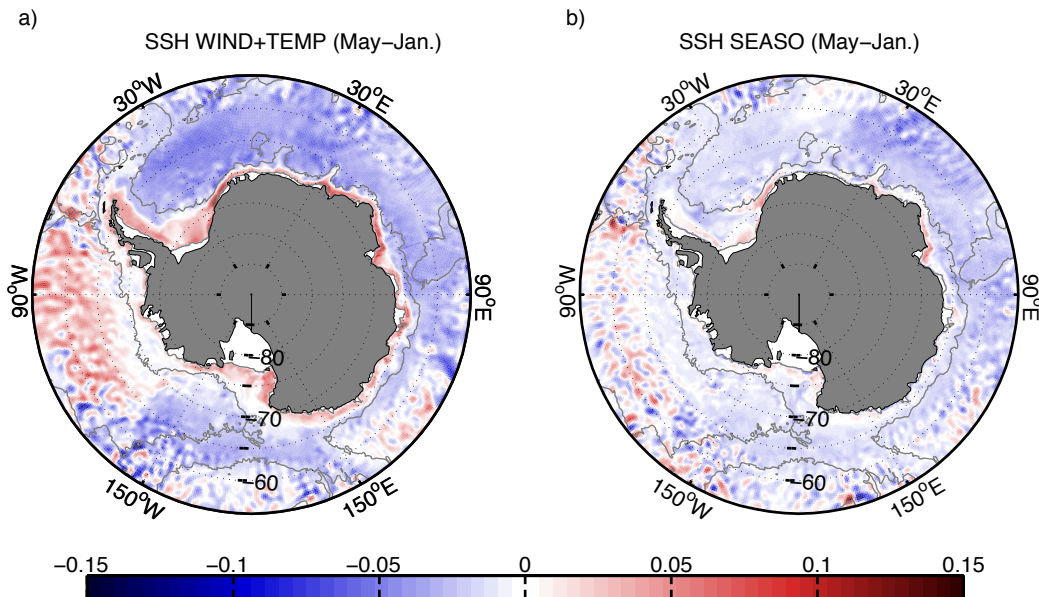 a)
b)
SSH WIND+TEMP (May−Jan.)
SSH SEASO (May−Jan.)
30°W
30°E
30°W
30°E
90°W
90°E
90°W
90°E
−80
−80
−70
−70
−60
−60
150°W
150°E
150°W
150°E
−0.15
−0.1
−0.05
0
0.05
0.1
0.15